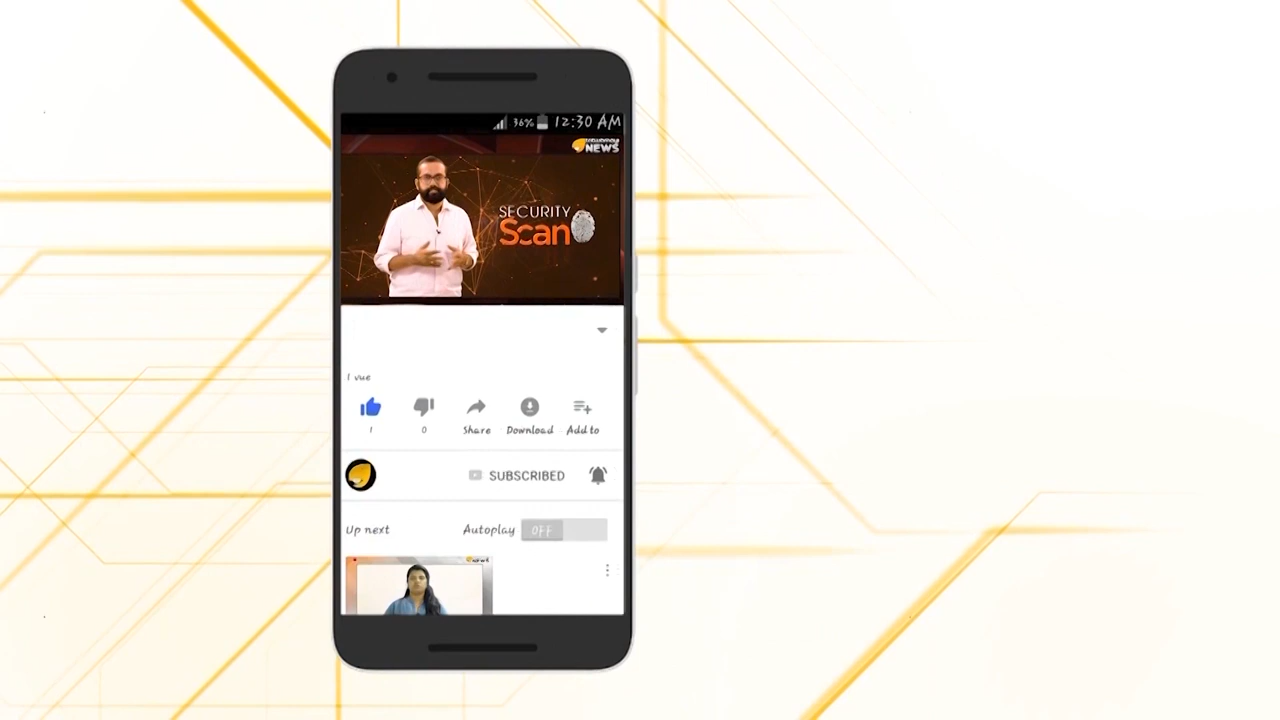 36% 12:30 AM
NEWS
SECURITY
Scan
1 vue
1 0 Share Download Add to
SUBSCRIBED
Up next Autoplay OFF